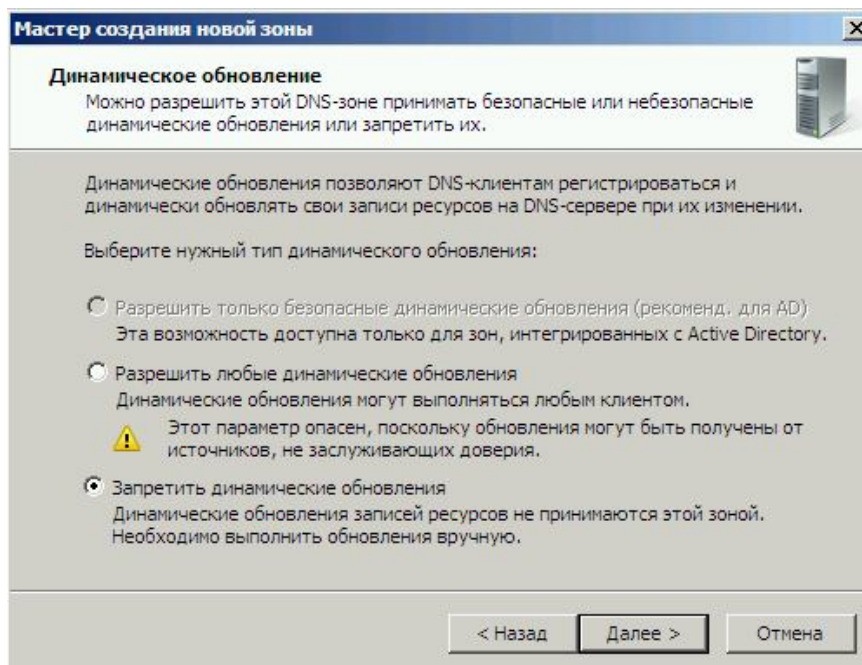 Мастер создания новой зоны
Динамическое обновление
Можно разрешить этой DNS-зоне принимать безопасные или небезопасные
динамические обновления или запретить их.
Динамические обновления позволяют DNS-клиентам регистрироваться и
динамически обновлять свои записи ресурсов на DNS-сервере при их изменении.
Выберите нужный тип динамического обновления:
Разрешить только безопасные динамические обновления (рекоменд. для AD)
Эта возможность доступна только для зон, интегрированных с Active Directory.
Разрешить любые динамические обновления
Динамические обновления могут выполняться любым клиентом.
Этот параметр опасен, поскольку обновления могут быть получены от
источников, не заслуживающих доверия.
Запретить динамические обновления
Динамические обновления записей ресурсов не принимаются этой зоной.
Необходимо выполнить обновления вручную.
< Назад Далее > Отмена